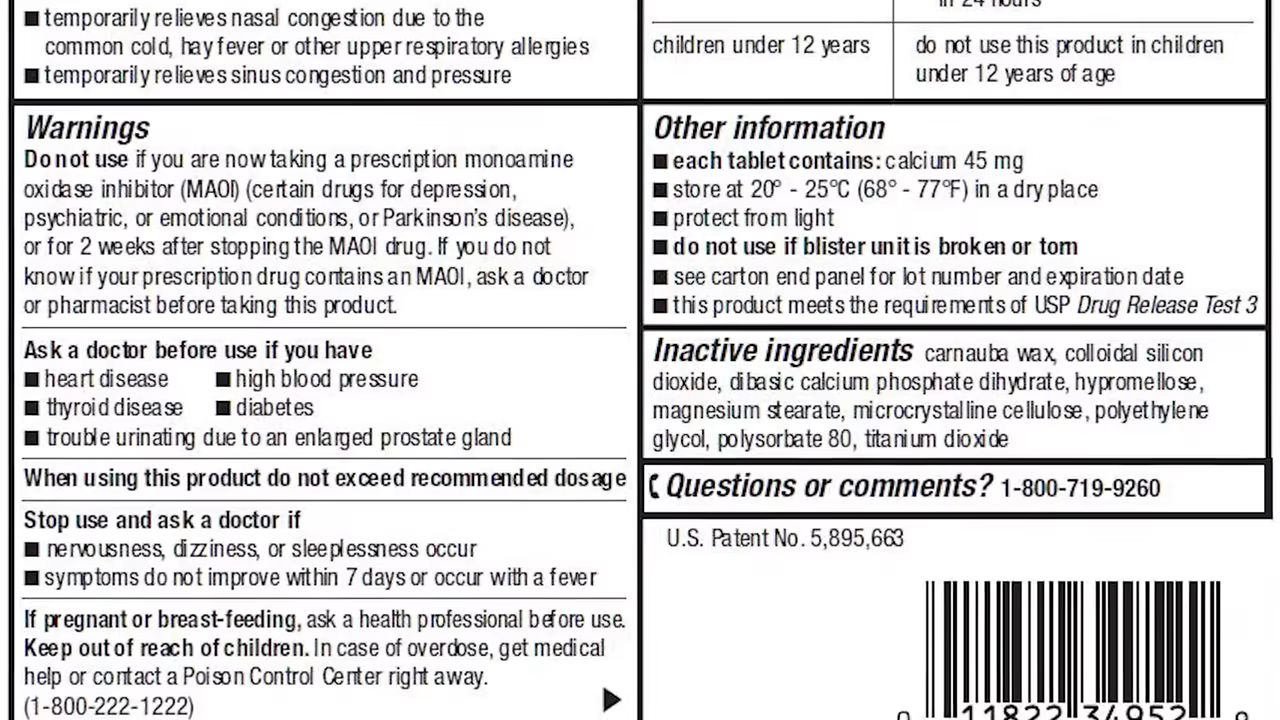 ■ temporarily relieves nasal congestion due to the
common cold, hay fever or other upper respiratory allergies
■ temporarily relieves sinus congestion and pressure
Warnings
Do not use if you are now taking a prescription monoamine
oxidase inhibitor (MAOI) (certain drugs for depression,
psychiatric, or emotional conditions, or Parkinson's disease),
or for 2 weeks after stopping the MAOI drug. If you do not
know if your prescription drug contains an MAOI, ask a doctor
or pharmacist before taking this product.
Ask a doctor before use if you have
■ heart disease ■ high blood pressure
■ thyroid disease ■ diabetes
■ trouble urinating due to an enlarged prostate gland
When using this product do not exceed recommended dosage
Stop use and ask a doctor if
■ nervousness, dizziness, or sleeplessness occur
■ symptoms do not improve within 7 days or occur with a fever
If pregnant or breast-feeding, ask a health professional before use.
Keep out of reach of children. In case of overdose, get medical
help or contact a Poison Control Center right away.
(1-800-222-1222)
in 24 hours
children under 12 years do not use this product in children
under 12 years of age
Other information
■ each tablet contains: calcium 45 mg
■ store at 20° - 25°C (68° - 77°F) in a dry place
■ protect from light
■ do not use if blister unit is broken or torn
■ see carton end panel for lot number and expiration date
■ this product meets the requirements of USP Drug Release Test 3
Inactive ingredients carnauba wax, colloidal silicon
dioxide, dibasic calcium phosphate dihydrate, hypromellose,
magnesium stearate, microcrystalline cellulose, polyethylene
glycol, polysorbate 80, titanium dioxide
Questions or comments? 1-800-719-9260
U.S. Patent No. 5,895,663
11822 34952